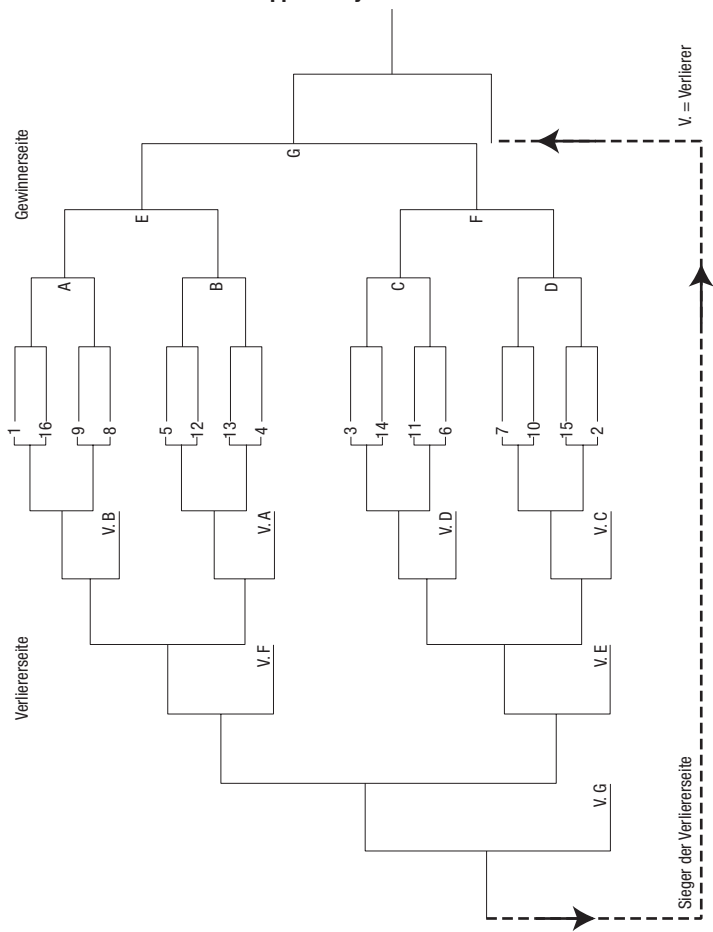 Gewinnerseite
G
E
F
A
B
C
D
1
16
9
8
5
12
13
4
3
14
11
6
7
10
15
2
V. B
V. A
V. D
V. C
Verliererseite
V. F
V. E
V. G
Sieger der Verliererseite
V. = Verlierer